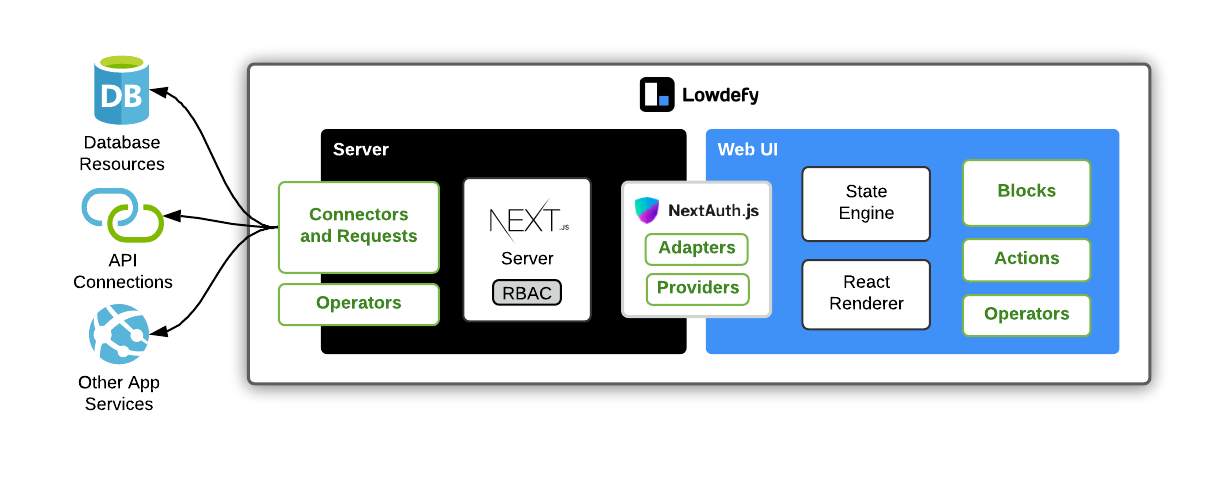 DB
Database
Resources
API
Connections
Other App
Services
Lowdefy
Server
Connectors
and Requests
Operators
NEXT.JS
Server
RBAC
NextAuth.js
Adapters
Providers
Web UI
State
Engine
React
Renderer
Blocks
Actions
Operators